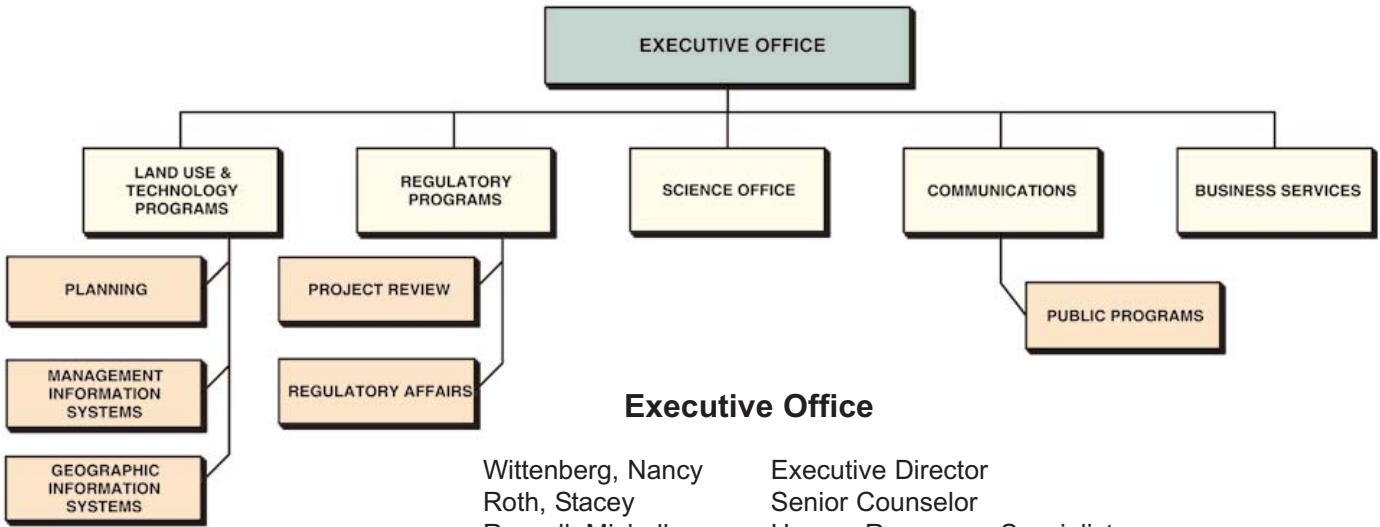 EXECUTIVE OFFICE
LAND USE &
TECHNOLOGY
PROGRAMS
REGULATORY
PROGRAMS
SCIENCE OFFICE
COMMUNICATIONS
BUSINESS SERVICES
PLANNING
PROJECT REVIEW
PUBLIC PROGRAMS
MANAGEMENT
INFORMATION
SYSTEMS
REGULATORY AFFAIRS
GEOGRAPHIC
INFORMATION
SYSTEMS
Executive Office
Wittenberg, Nancy Executive Director
Roth, Stacey Senior Counselor